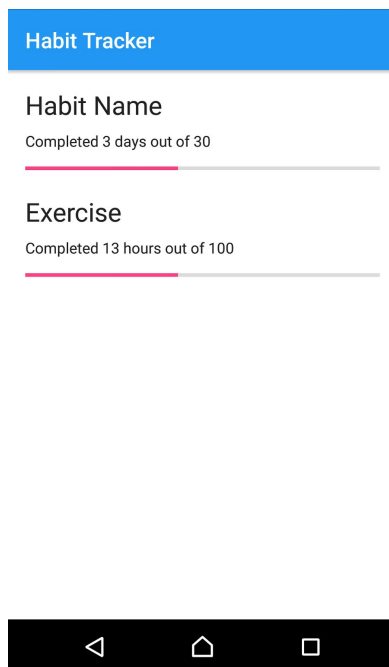 Habit Tracker
Habit Name
Completed 3 days out of 30
Exercise
Completed 13 hours out of 100